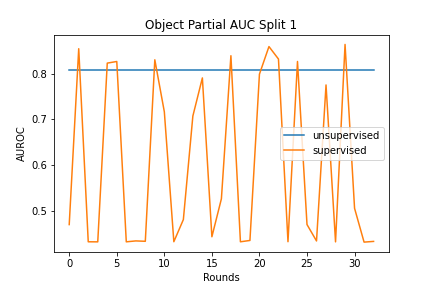 Object Partial AUC Split 1
AUROC
0.8
0.7
0.6
0.5
unsupervised
supervised
0 5 10 15 20 25 30
Rounds